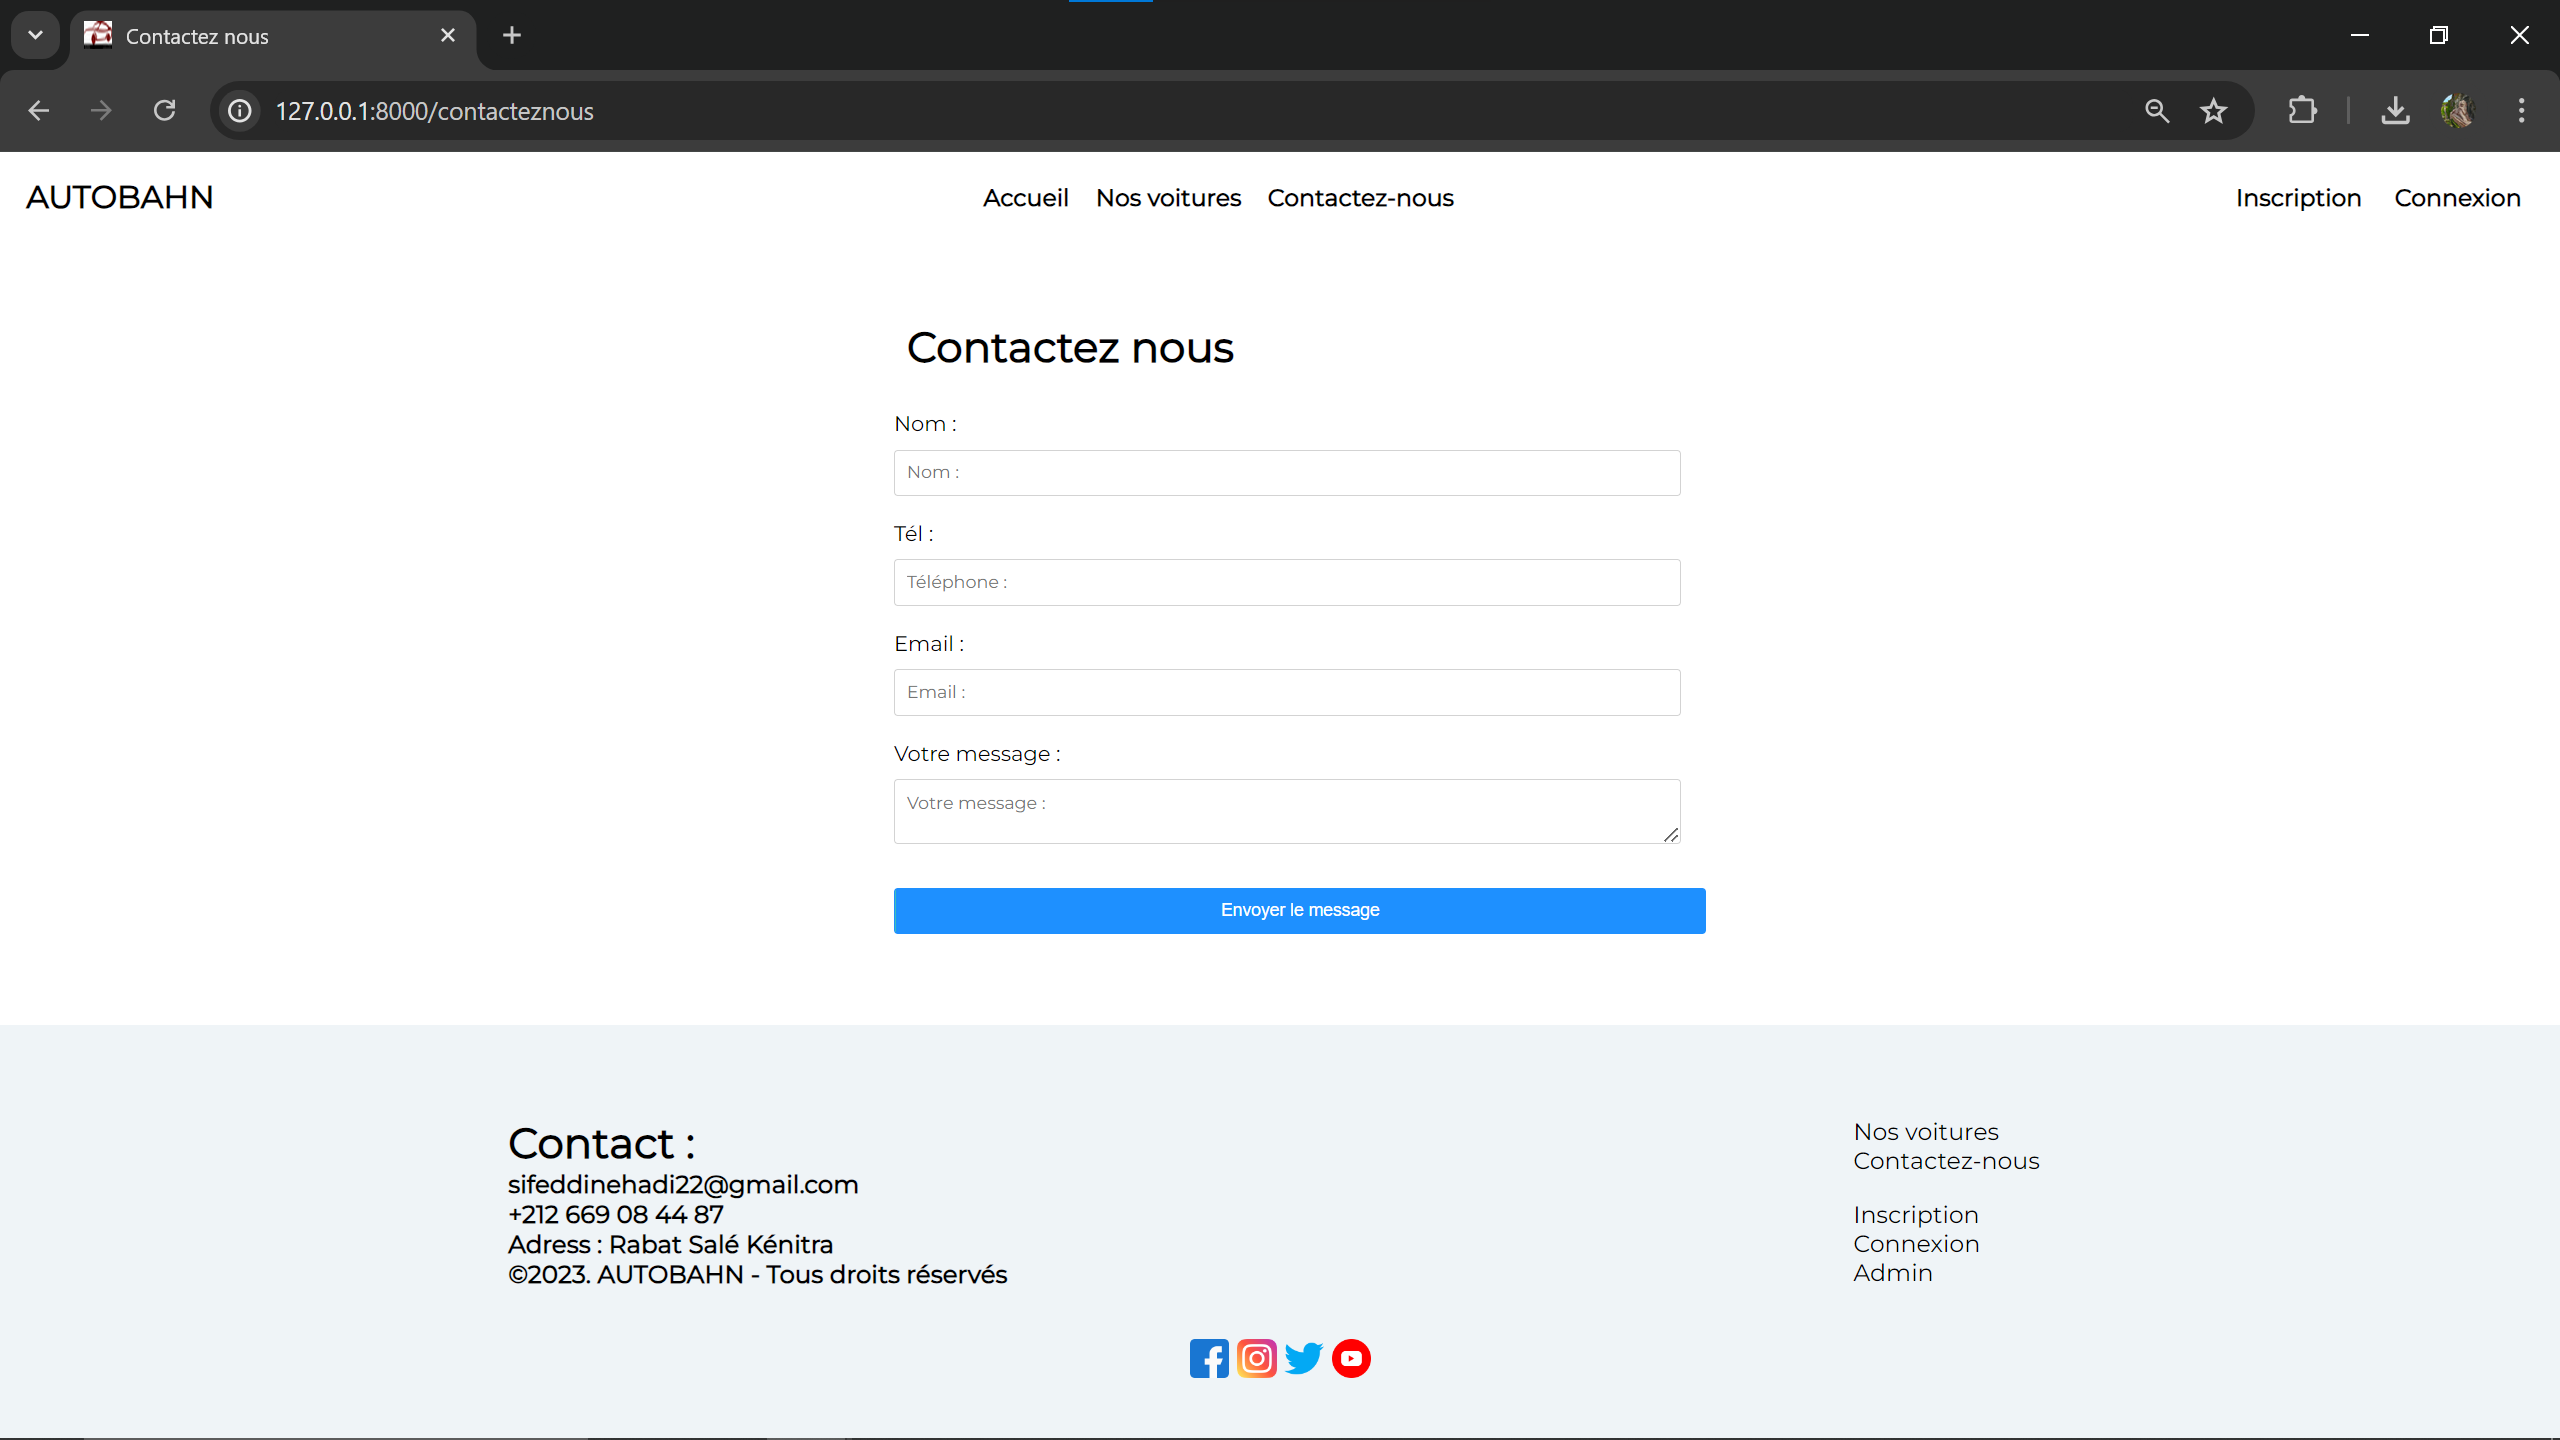 Contactez nous
127.0.0.1:8000/contacteznous
AUTOBAHN
Accueil Nos voitures Contactez-nous
Inscription Connexion
Contactez nous
Nom :
Nom :
Tél :
Téléphone :
Email :
Email :
Votre message :
Votre message :
Envoyer le message
Contact :
sifeddinehadi22@gmail.com
+212 669 08 44 87
Adress : Rabat Salé Kénitra
©2023. AUTOBAHN - Tous droits réservés
Nos voitures
Contactez-nous
Inscription
Connexion
Admin